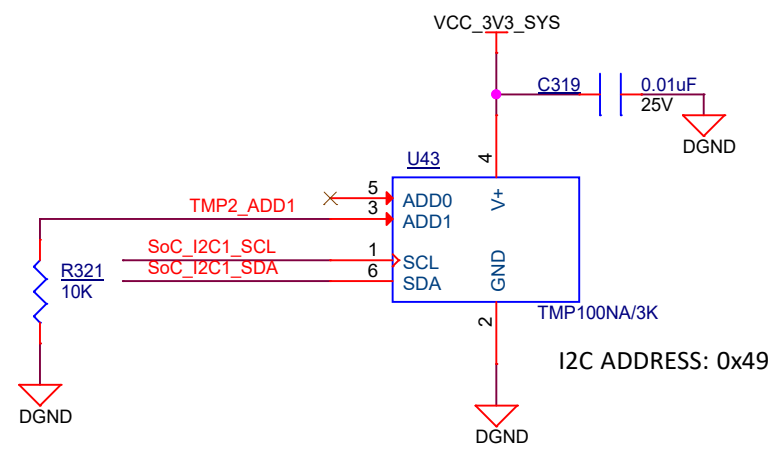 VCC_3V3_SYS
C319
0.01uF
25V
DGND
U43
4
V+
5
ADD0
TMP2_ADD1
3
ADD1
SoC_I2C1_SCL
1
SCL
SoC_I2C1_SDA
6
SDA
GND
R321
10K
2
TMP100NA/3K
I2C ADDRESS: 0x49
DGND
DGND